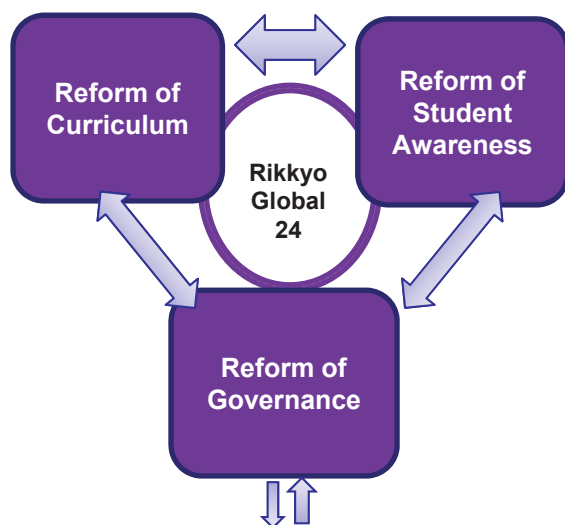 Reform of
Curriculum
Reform of
Student
Awareness
Rikkyo
Global
24
Reform of
Governance